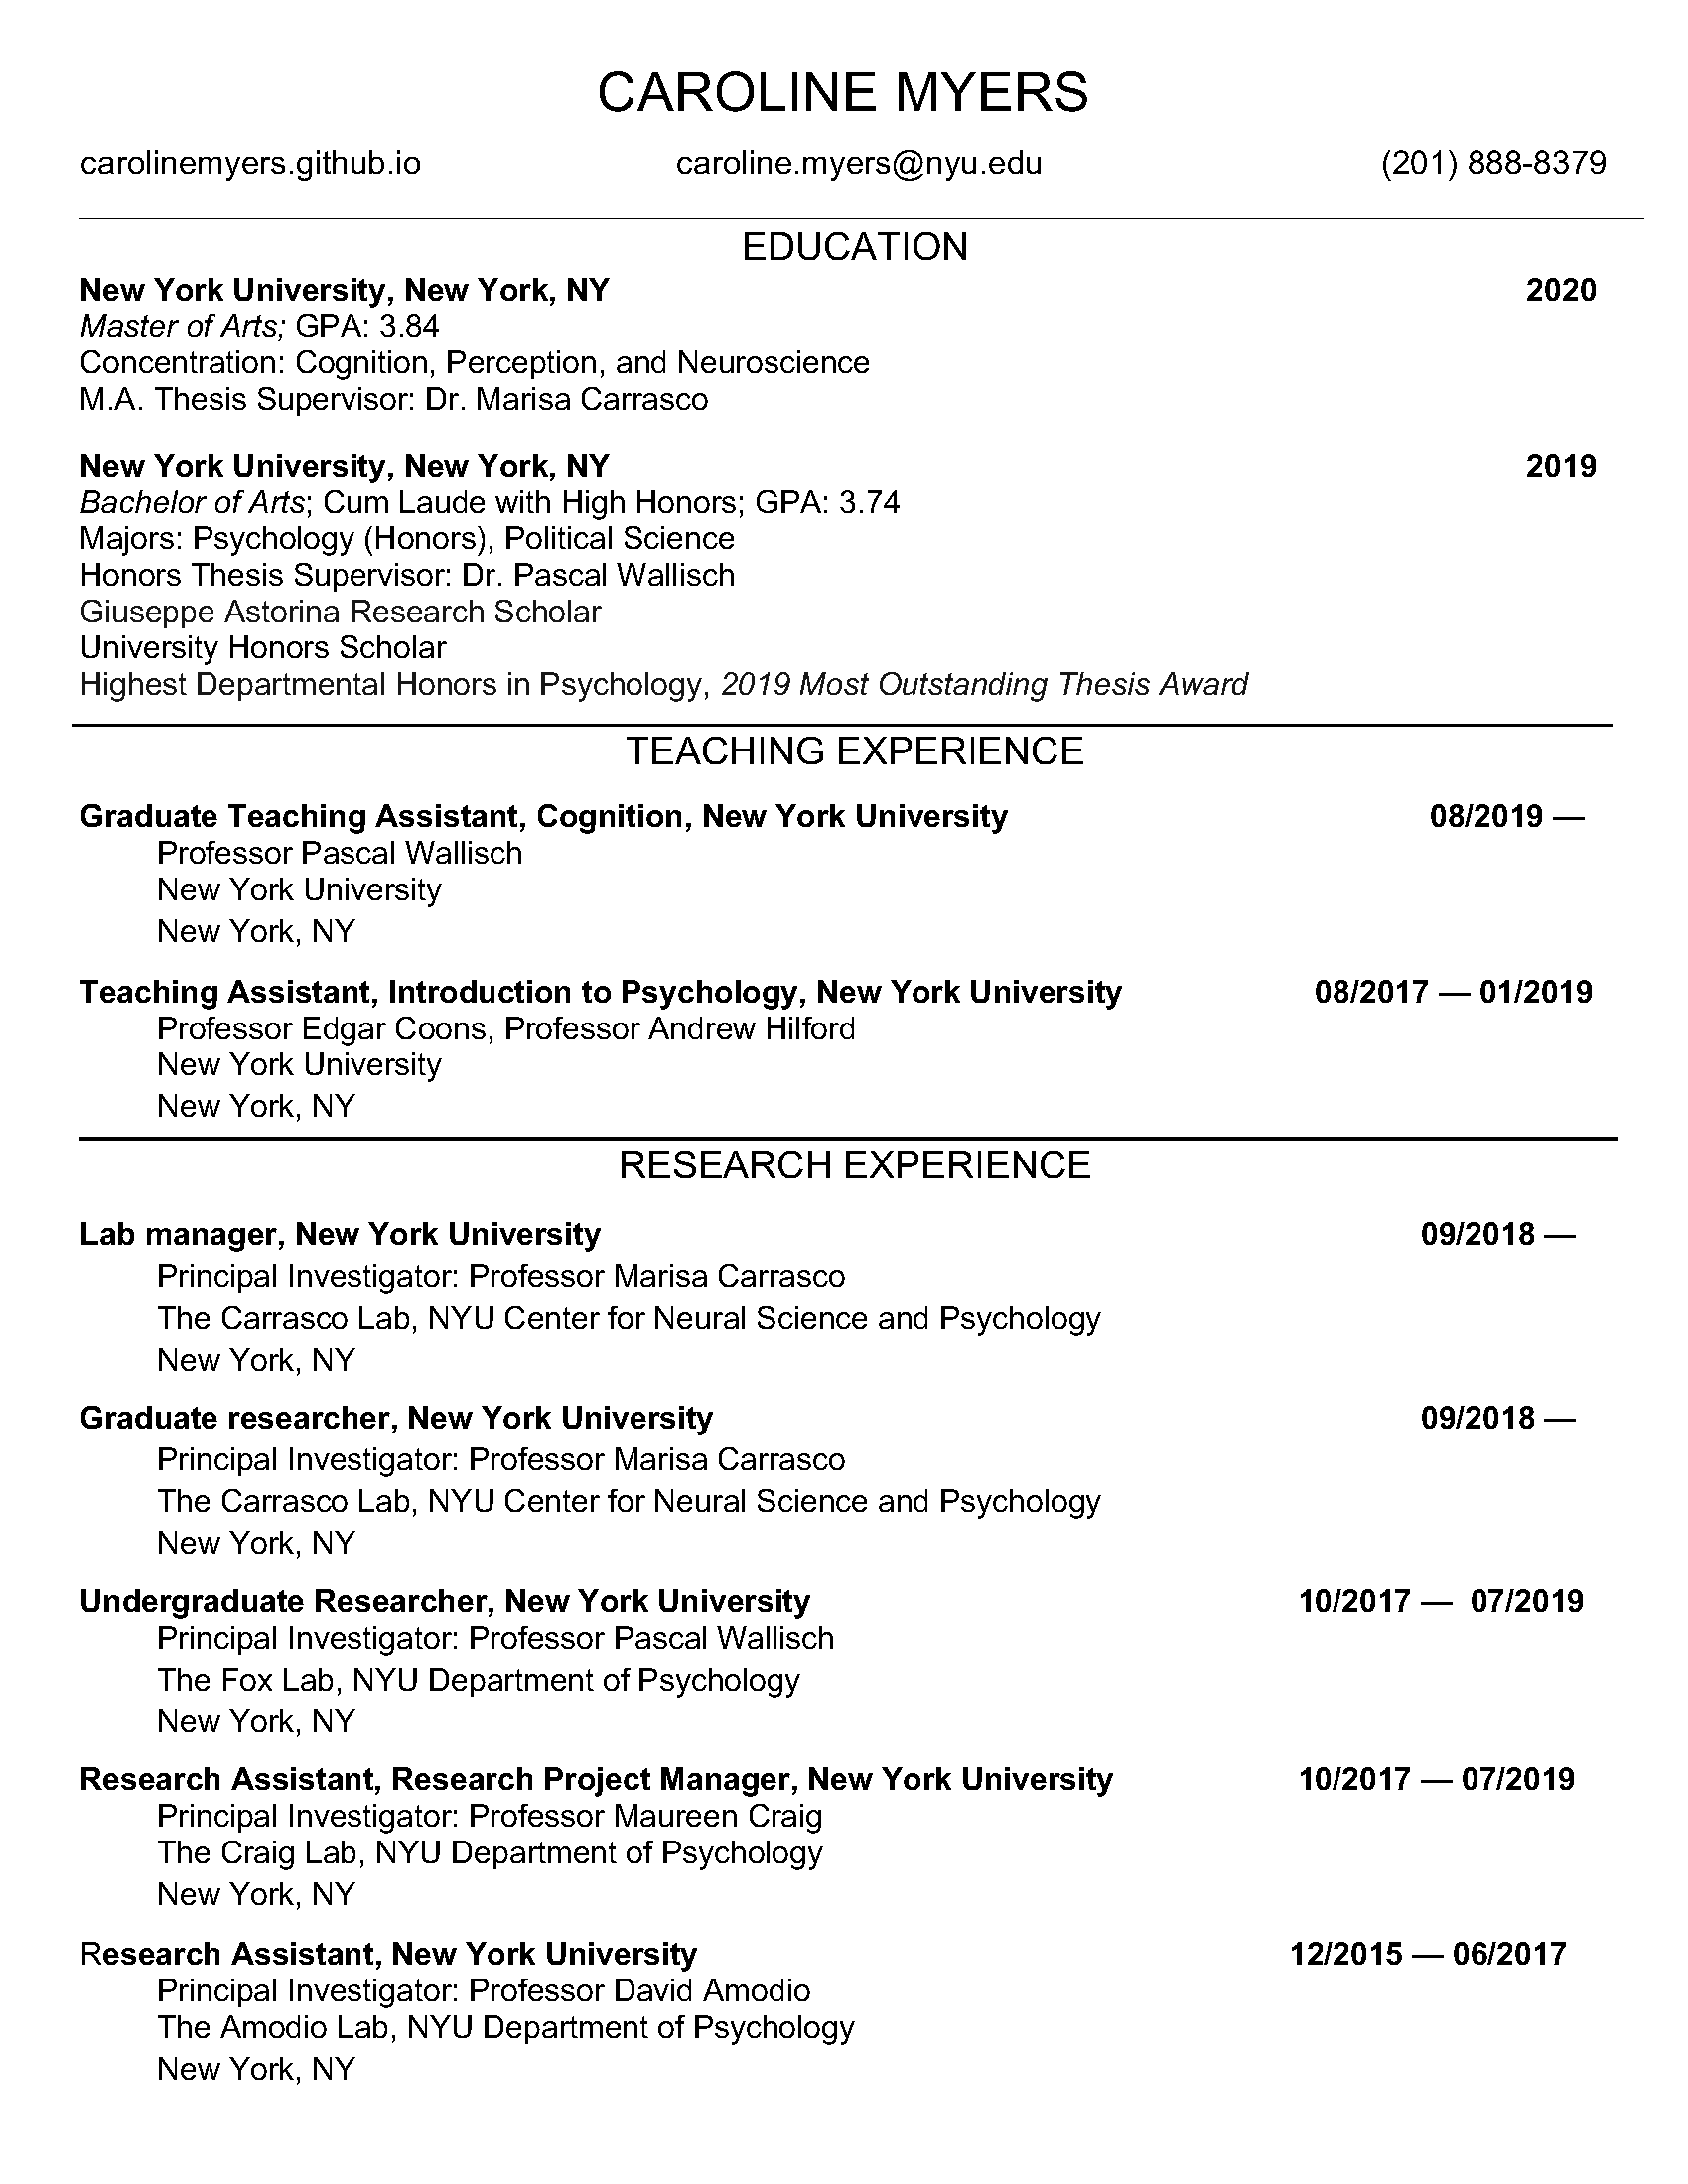 CAROLINE MYERS
carolinemyers.github.io caroline.myers@nyu.edu (201) 888-8379
EDUCATION
New York University, New York, NY 2020
Master of Arts; GPA: 3.84
Concentration: Cognition, Perception, and Neuroscience
M.A. Thesis Supervisor: Dr. Marisa Carrasco
New York University, New York, NY 2019
Bachelor of Arts; Cum Laude with High Honors; GPA: 3.74
Majors: Psychology (Honors), Political Science
Honors Thesis Supervisor: Dr. Pascal Wallisch
Giuseppe Astorina Research Scholar
University Honors Scholar
Highest Departmental Honors in Psychology, 2019 Most Outstanding Thesis Award
TEACHING EXPERIENCE
Graduate Teaching Assistant, Cognition, New York University 08/2019 —
Professor Pascal Wallisch
New York University
New York, NY
Teaching Assistant, Introduction to Psychology, New York University 08/2017 — 01/2019
Professor Edgar Coons, Professor Andrew Hilford
New York University
New York, NY
RESEARCH EXPERIENCE
Lab manager, New York University 09/2018 —
Principal Investigator: Professor Marisa Carrasco
The Carrasco Lab, NYU Center for Neural Science and Psychology
New York, NY
Graduate researcher, New York University 09/2018 —
Principal Investigator: Professor Marisa Carrasco
The Carrasco Lab, NYU Center for Neural Science and Psychology
New York, NY
Undergraduate Researcher, New York University 10/2017 — 07/2019
Principal Investigator: Professor Pascal Wallisch
The Fox Lab, NYU Department of Psychology
New York, NY
Research Assistant, Research Project Manager, New York University 10/2017 — 07/2019
Principal Investigator: Professor Maureen Craig
The Craig Lab, NYU Department of Psychology
New York, NY
Research Assistant, New York University 12/2015 — 06/2017
Principal Investigator: Professor David Amodio
The Amodio Lab, NYU Department of Psychology
New York, NY